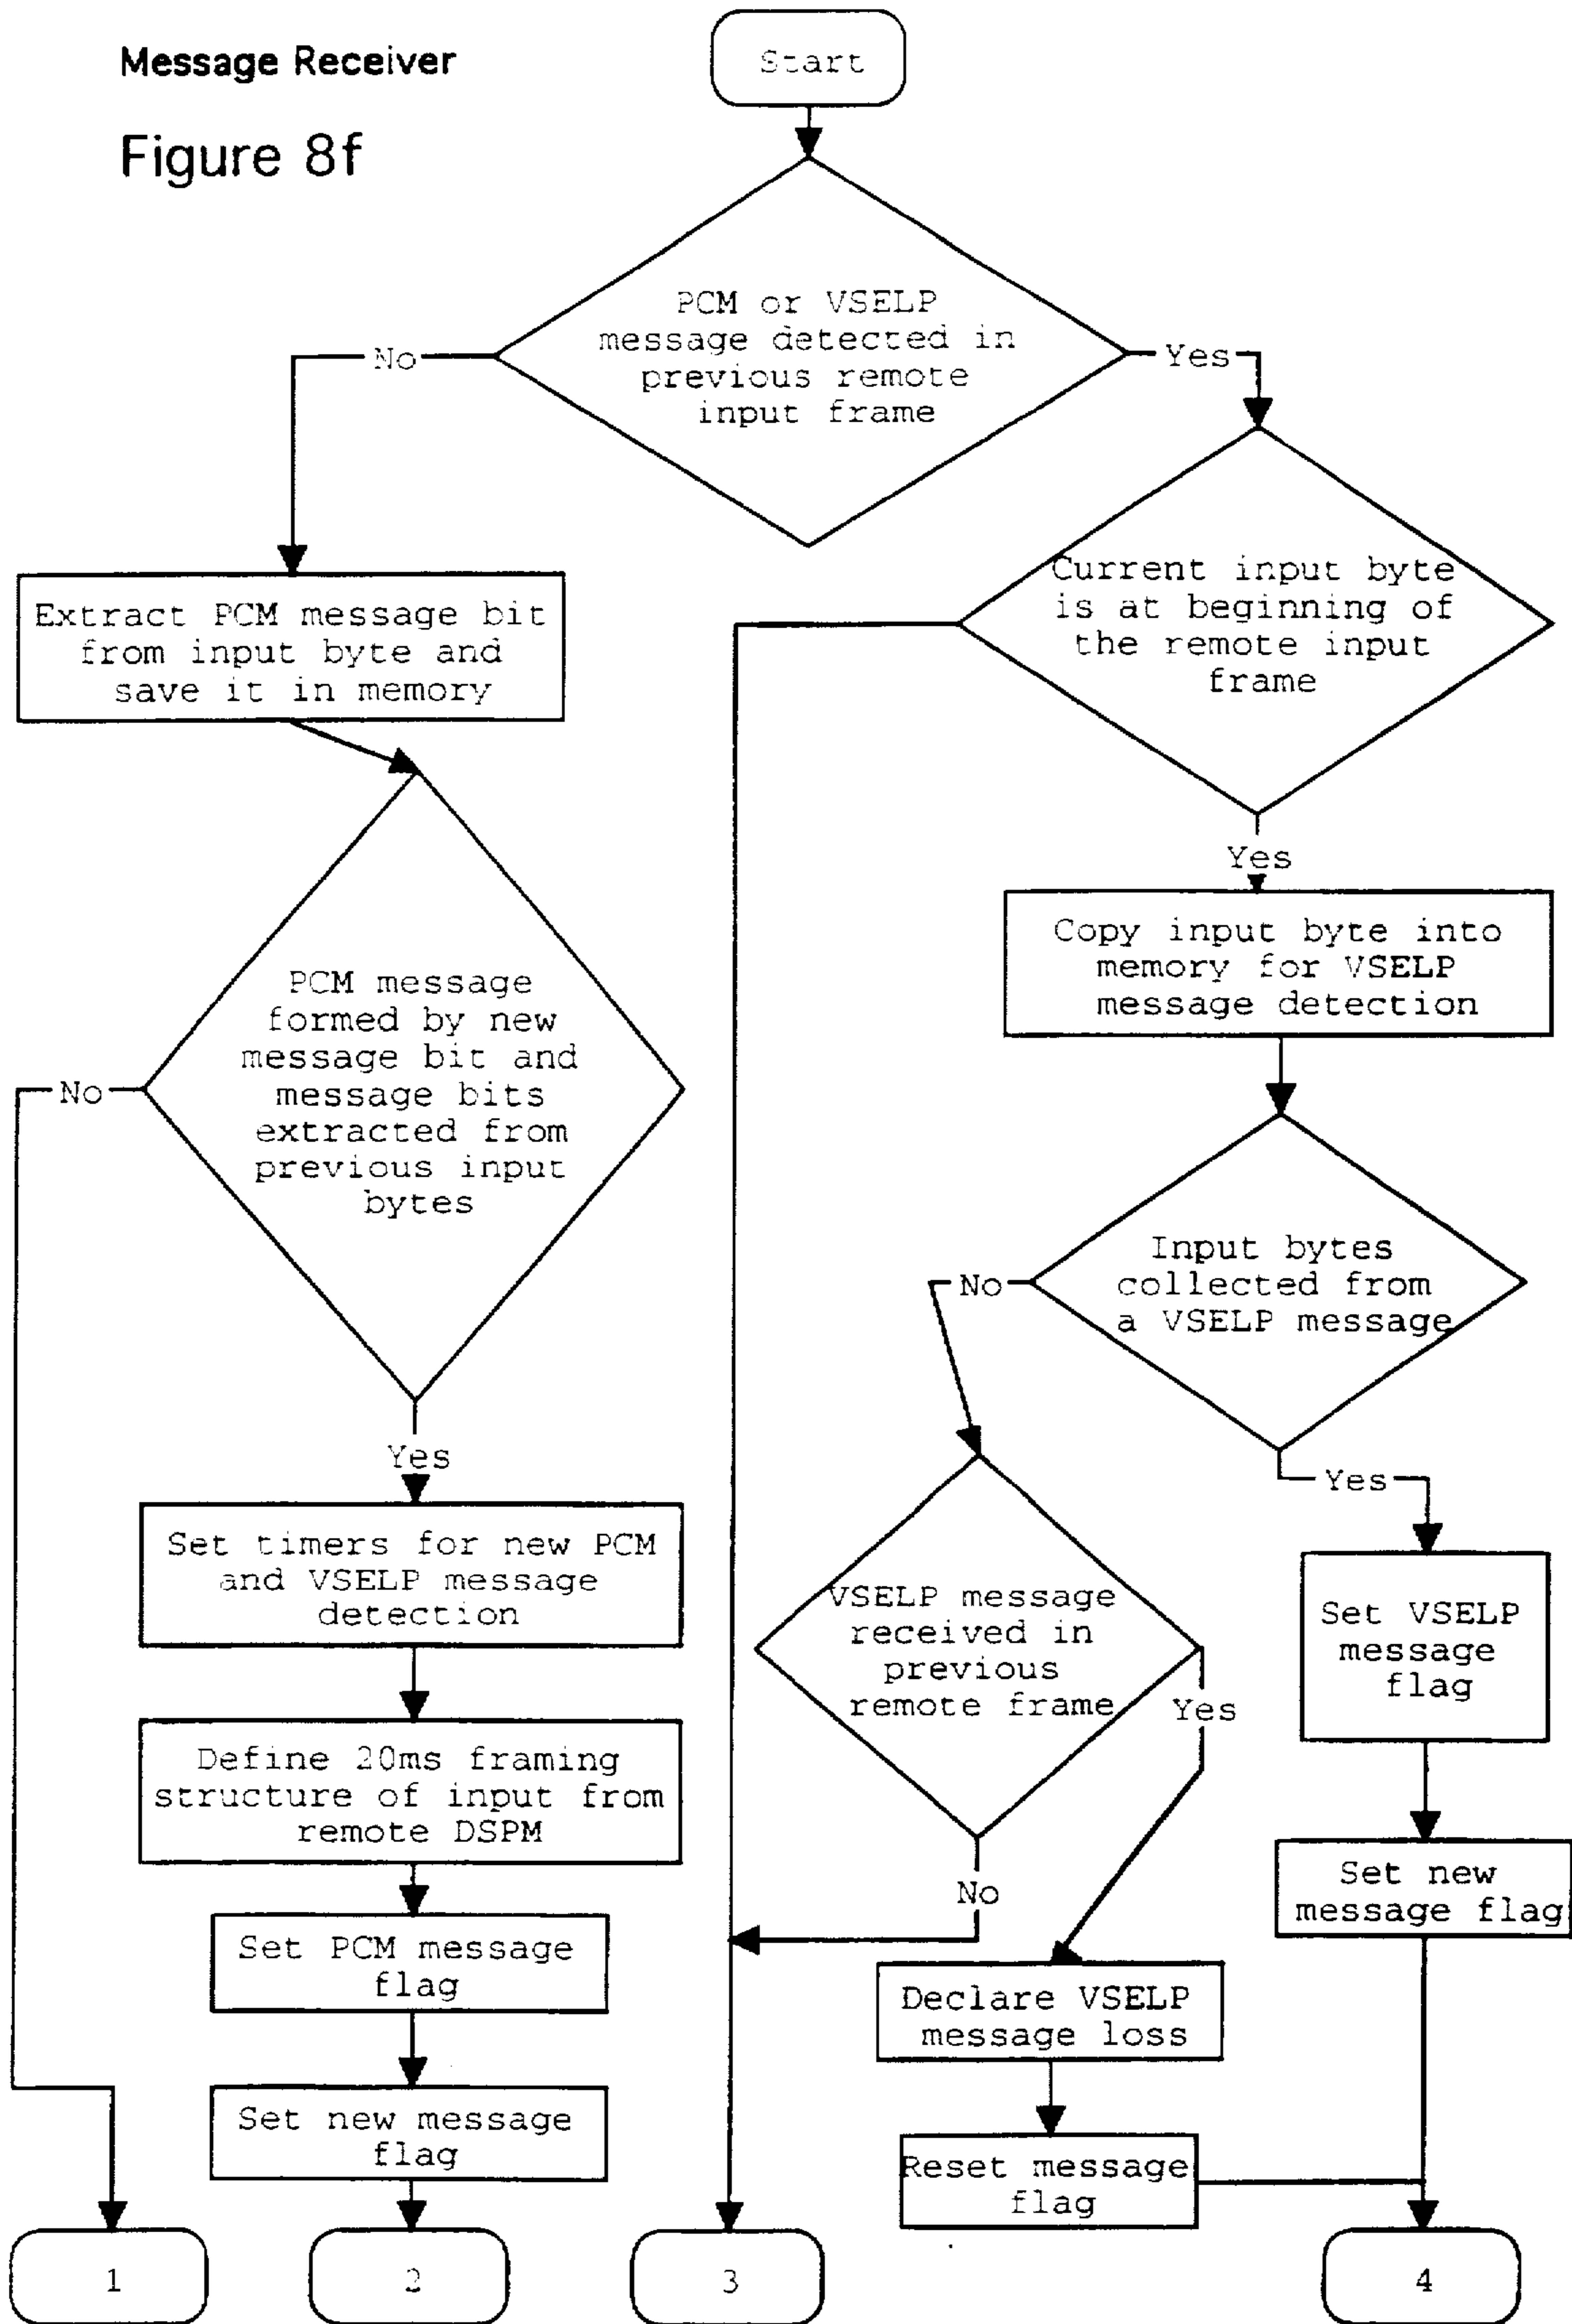 Message Receiver
Figure 8f
Start
PCM or VSELP
message detected in
previous remote
input frame
No
Yes
Extract PCM message bit
from input byte and
save it in memory
Current input byte
is at beginning of
the remote input
frame
Yes
Copy input byte into
memory for VSELP
message detection
PCM message
formed by new
message bit and
message bits
extracted from
previous input
bytes
No
Yes
Input bytes
collected from
a VSELP message
No
Yes
Set timers for new PCM
and VSELP message
detection
VSELP message
received in
previous
remote frame
Yes
No
Set VSELP
message
flag
Define 20ms framing
structure of input from
remote DSPM
Set new
message flag
Set PCM message
flag
Declare VSELP
message loss
Set new message
flag
Reset message
flag
1
2
3
4